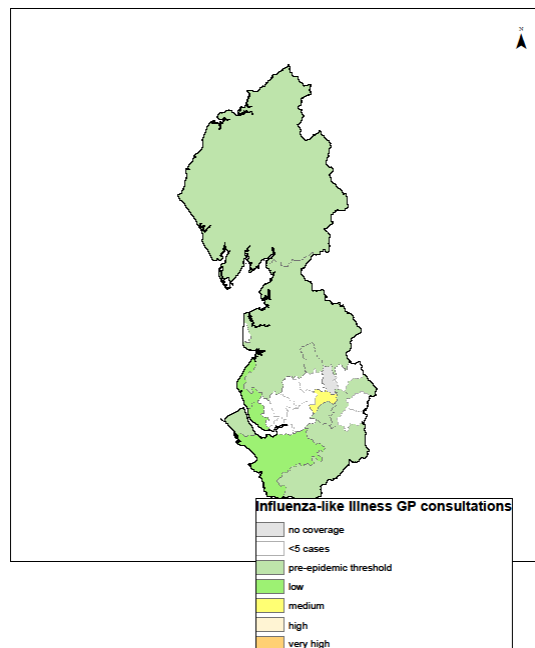 N
Influenza-like Illness GP consultations
no coverage
<5 cases
pre-epidemic threshold
low
medium
high
very high